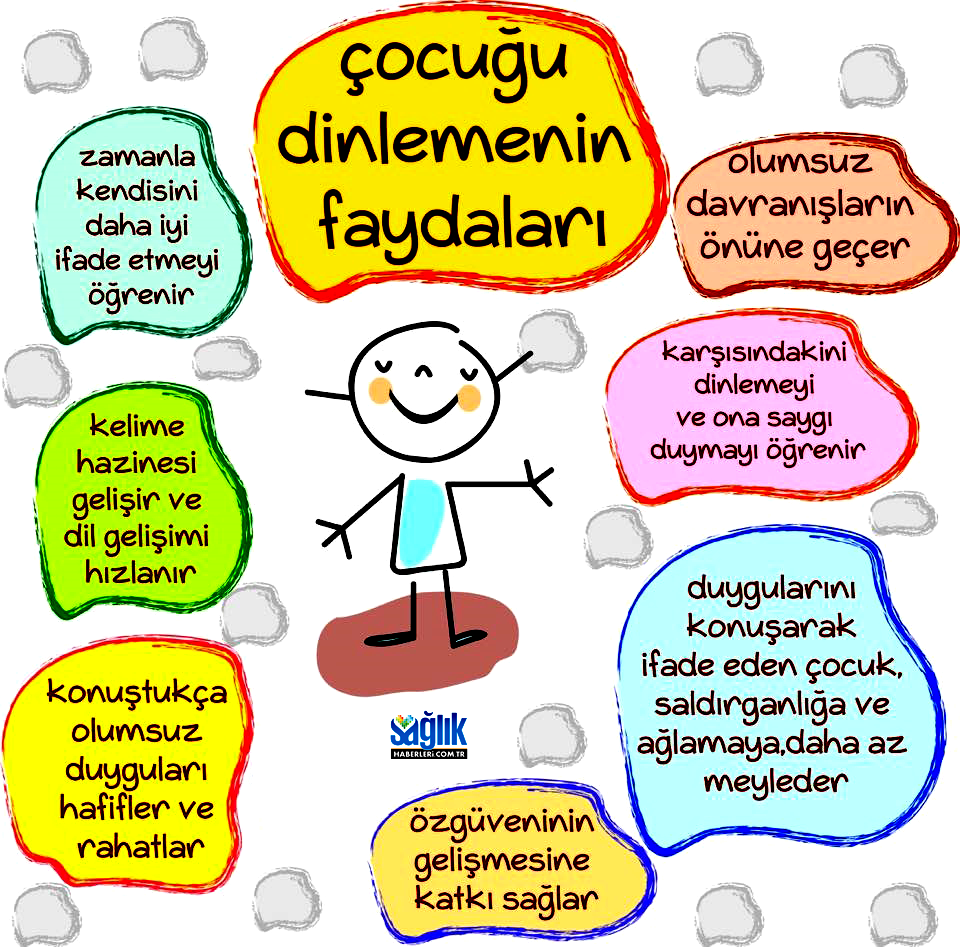 çocuğu
dinlemenin
faydaları
zamanla
kendisini
daha iyi
ifade etmeyi
öğrenir
olumsuz
davranışların
önüne geçer
karşısındakini
dinlemeyi
ve ona saygı
duymayı öğrenir
kelime
hazinesi
gelişir ve
dil gelişimi
hızlanır
duygularını
konuşarak
ifade eden çocuk,
saldırganlığa ve
ağlamaya,daha az
meyleder
konuştukça
olumsuz
duyguları
hafifler ve
rahatlar
sağlık
HABERLERİ.COM.TR
özgüveninin
gelişmesine
katkı sağlar